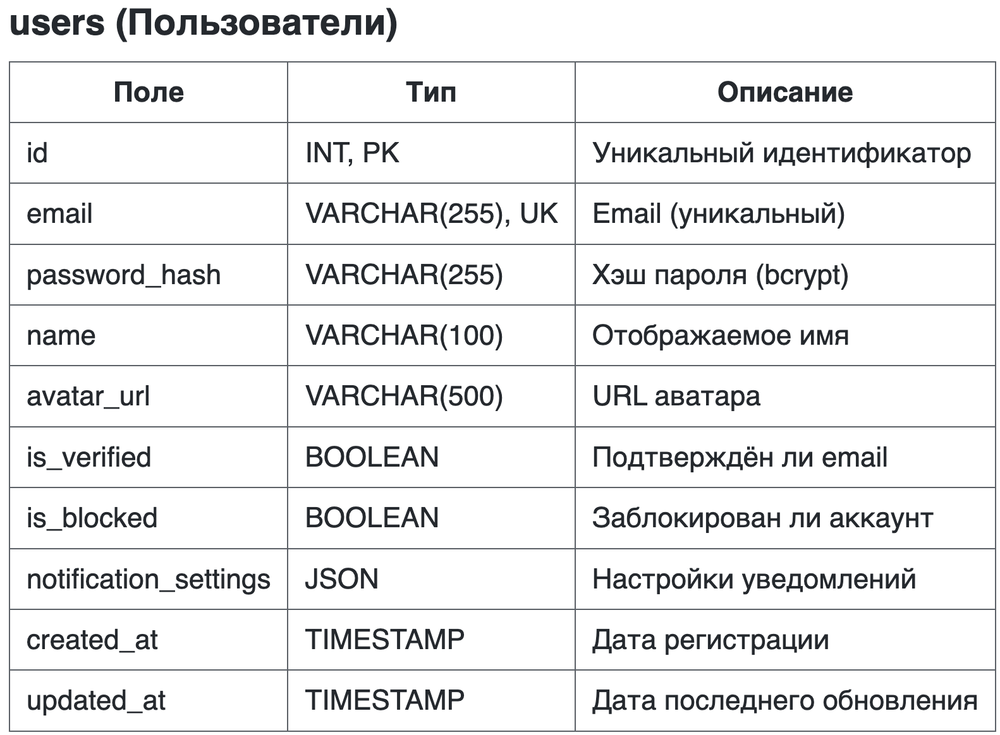 users (Пользователи)
Поле Тип Описание
id INT, PK Уникальный идентификатор
email VARCHAR(255), UK Email (уникальный)
password_hash VARCHAR(255) Хэш пароля (bcrypt)
name VARCHAR(100) Отображаемое имя
avatar_url VARCHAR(500) URL аватара
is_verified BOOLEAN Подтверждён ли email
is_blocked BOOLEAN Заблокирован ли аккаунт
notification_settings JSON Настройки уведомлений
created_at TIMESTAMP Дата регистрации
updated_at TIMESTAMP Дата последнего обновления